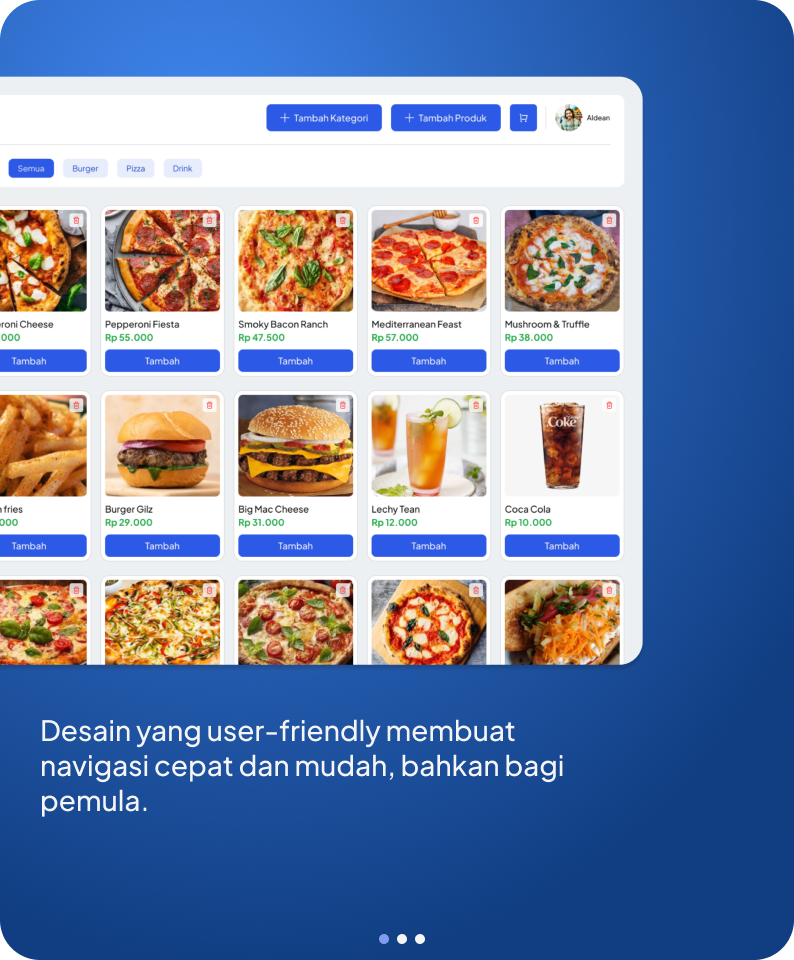 Tambah Kategori
Tambah Produk
Aldean
Semua
Burger
Pizza
Drink
roni Cheese
Pepperoni Fiesta
Smoky Bacon Ranch
Mediterranean Feast
Mushroom & Truffle
000
Rp 55.000
Rp 47.500
Rp 57.000
Rp 38.000
Tambah
Tambah
Tambah
Tambah
Tambah
Coke
fries
Burger Gilz
Big Mac Cheese
Lechy Tean
Coca Cola
000
Rp 29.000
Rp 31.000
Rp 12.000
Rp 10.000
Tambah
Tambah
Tambah
Tambah
Tambah
Desain yang user-friendly membuat
navigasi cepat dan mudah, bahkan bagi
pemula.